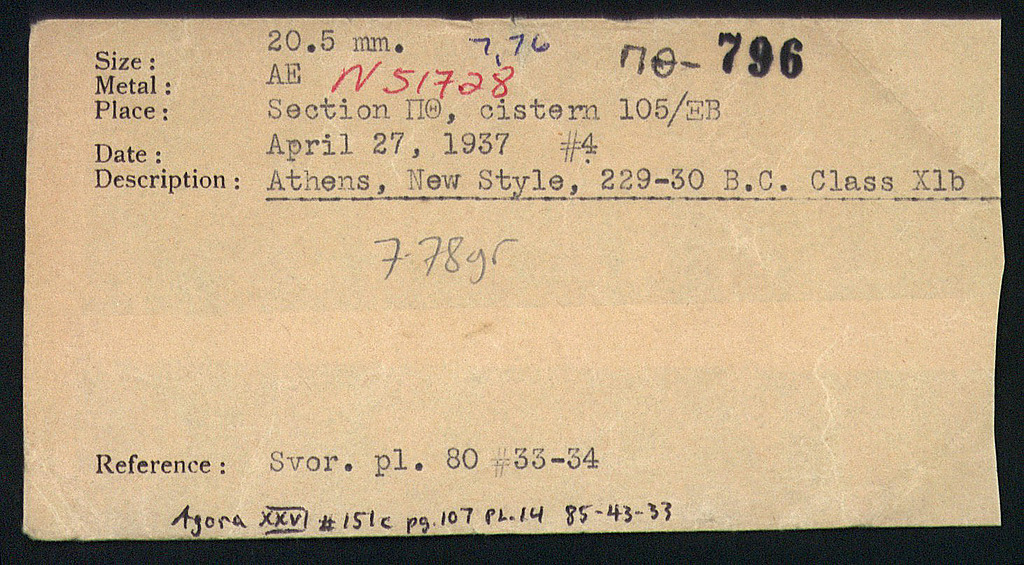 Size: 20.5 mm. 7,76 ΠΘ- 796
Metal: AE N 51728
Place: Section ΠΘ, cistern 105/ΞΒ
Date: April 27, 1937 #4
Description: Athens, New Style, 229-30 B.C. Class Xlb
7.78gr
Reference: Svor. pl. 80 #33-34
Agora XXVI #151c pg.107 PL.14 85-43-33